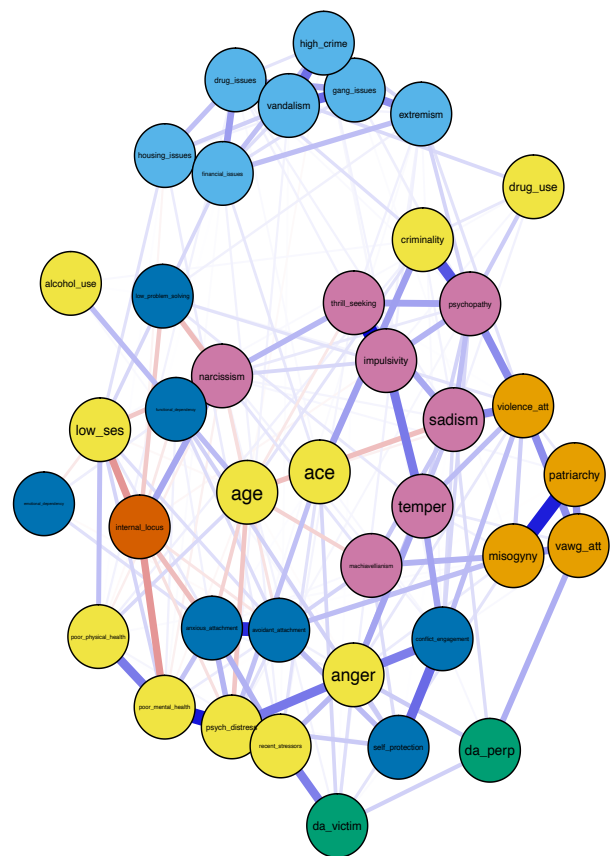 high_crime
drug_issues
gang_issues
vandalism
extremism
housing_issues
financial_issues
drug_use
criminality
alcohol_use
low_problem_solving
thrill_seeking
psychopathy
narcissism
impulsivity
functional_dependency
violence_att
low_ses
sadism
ace
patriarchy
age
emotional_dependency
temper
internal_locus
vawg_att
misogyny
machiavellianism
anxious_attachment
avoidant_attachment
poor_physical_health
conflict_engagement
anger
poor_mental_health
psych_distress
recent_stressors
self_protection
da_perp
da_victim